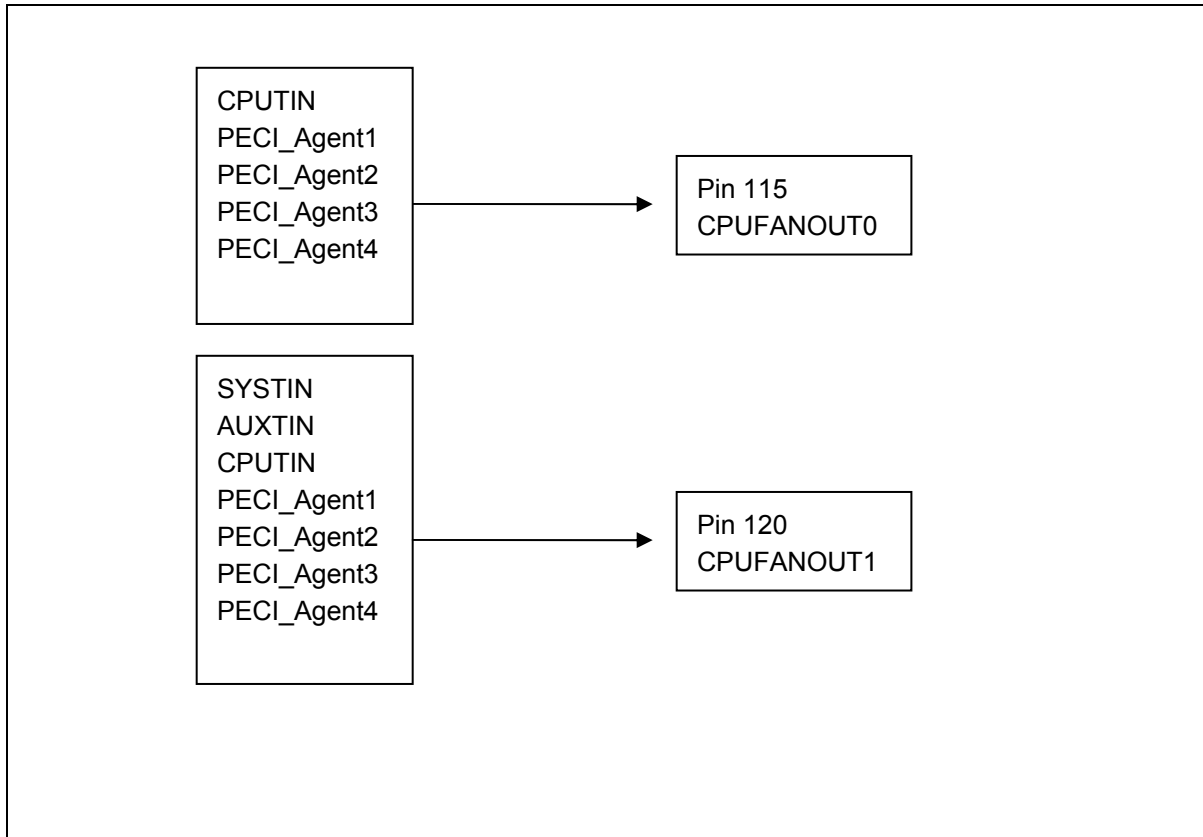 CPUTIN
PECI_Agent1
PECI_Agent2
PECI_Agent3
PECI_Agent4
Pin 115
CPUFANOUT0
SYSTIN
AUXTIN
CPUTIN
PECI_Agent1
PECI_Agent2
PECI_Agent3
PECI_Agent4
Pin 120
CPUFANOUT1